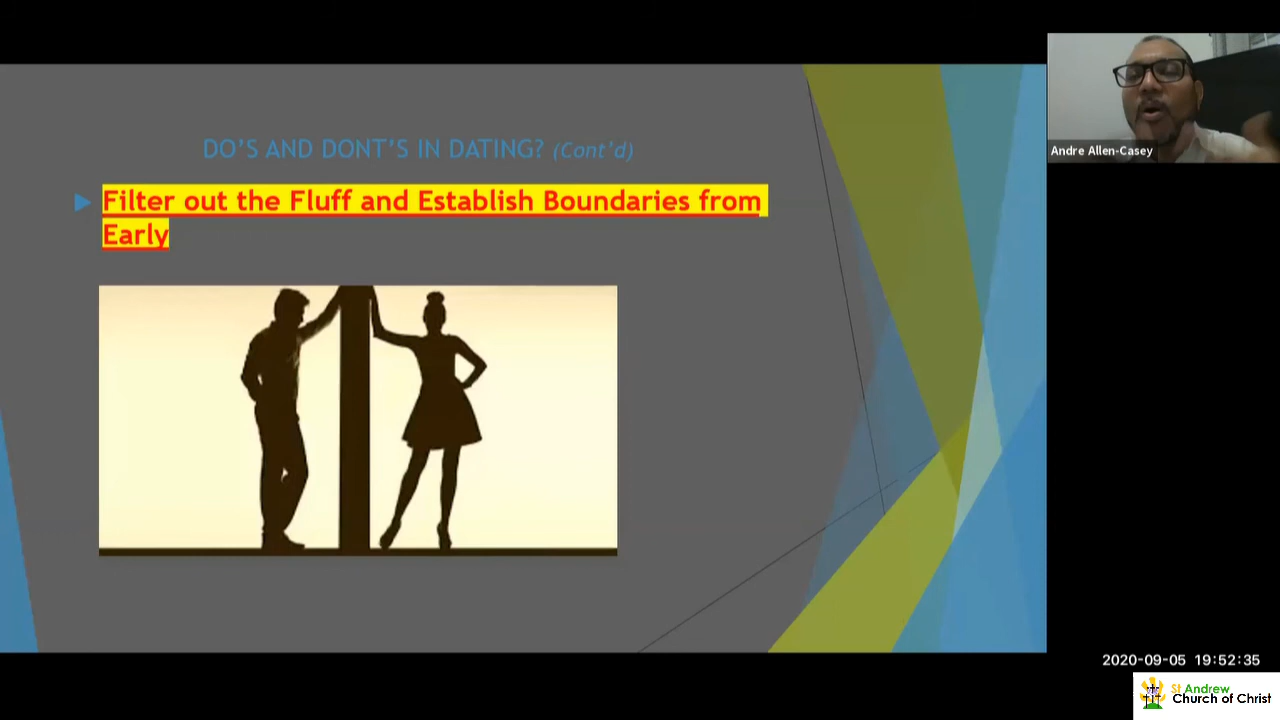 DO'S AND DONT'S IN DATING? (Cont'd)
Filter out the Fluff and Establish Boundaries from
Early
Andre Allen-Casey
2020-09-05 19:52:35
St Andrew
Church of Christ